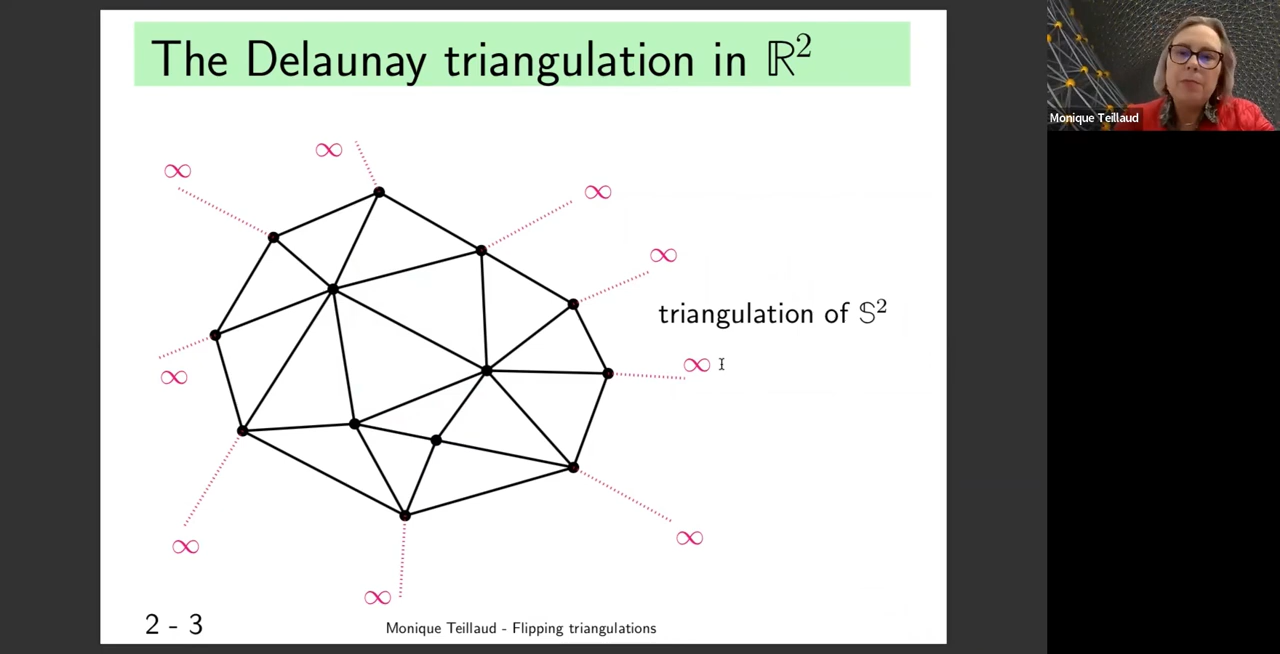 The Delaunay triangulation in ℝ²
Monique Teillaud
∞
∞
∞
∞
triangulation of 𝕊²
∞
∞
∞
∞
∞
2 - 3
Monique Teillaud - Flipping triangulations